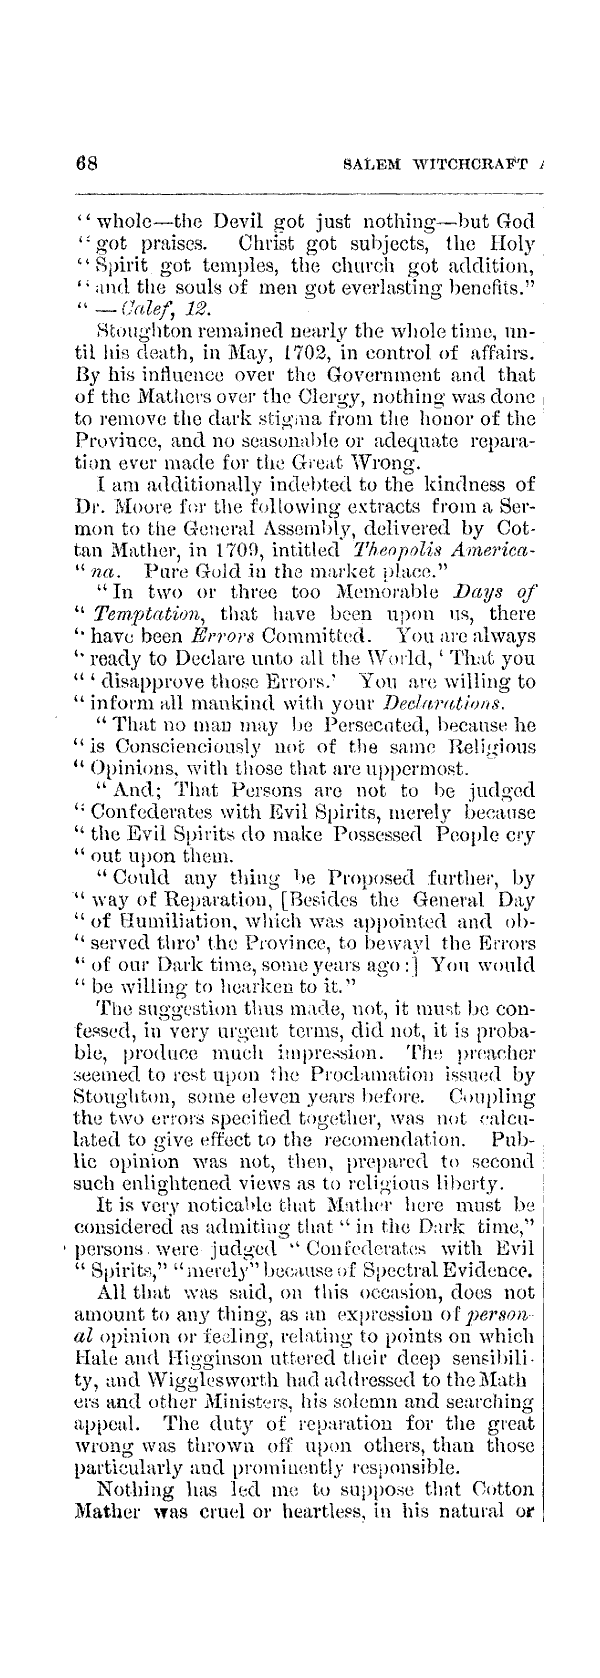 68 SALEM WITCHCRAFT
“ whole—the Devil got just nothing—but God
“ got praises. Christ got subjects, the Holy
“ Spirit got temples, the church got addition,
“ and the souls of men got everlasting benefits.”
“ — Calef, 12.
Stoughton remained nearly the whole time, un-
til his death, in May, 1702, in control of affairs.
By his influence over the Government and that
of the Mathers over the Clergy, nothing was done
to remove the dark stigma from the honor of the
Province, and no seasonable or adequate repara-
tion ever made for the Great Wrong.
I am additionally indebted to the kindness of
Dr. Moore for the following extracts from a Ser-
mon to the General Assembly, delivered by Cot-
tan Mather, in 1709, intitled Theopolis America-
“ na. Pure Gold in the market place.”
“ In two or three too Memorable Days of
“ Temptation, that have been upon us, there
“ have been Errors Committed. You are always
“ ready to Declare unto all the World, ‘ That you
“ ‘ disapprove those Errors.’ You are willing to
“ inform all mankind with your Declarations.
“ That no man may be Persecuted, because he
“ is Conscienciously not of the same Religious
“ Opinions, with those that are uppermost.
“ And; That Persons are not to be judged
“ Confederates with Evil Spirits, merely because
“ the Evil Spirits do make Possessed People cry
“ out upon them.
“ Could any thing be Proposed further, by
“ way of Reparation, [Besides the General Day
“ of Humiliation, which was appointed and ob-
“ served thro’ the Province, to bewayl the Errors
“ of our Dark time, some years ago :] You would
“ be willing to hearken to it.”
The suggestion thus made, not, it must be con-
fessed, in very urgent terms, did not, it is proba-
ble, produce much impression. The preacher
seemed to rest upon the Proclamation issued by
Stoughton, some eleven years before. Coupling
the two errors specified together, was not calcu-
lated to give effect to the recomendation. Pub-
lic opinion was not, then, prepared to second
such enlightened views as to religious liberty.
It is very noticable that Mather here must be
considered as admiting that “ in the Dark time,”
persons were judged “ Confederates with Evil
“ Spirits,” “ merely” because of Spectral Evidence.
All that was said, on this occasion, does not
amount to any thing, as an expression of person-
al opinion or feeling, relating to points on which
Hale and Higginson uttered their deep sensibili-
ty, and Wigglesworth had addressed to the Math
ers and other Ministers, his solemn and searching
appeal. The duty of reparation for the great
wrong was thrown off upon others, than those
particularly and prominently responsible.
Nothing has led me to suppose that Cotton
Mather was cruel or heartless, in his natural or